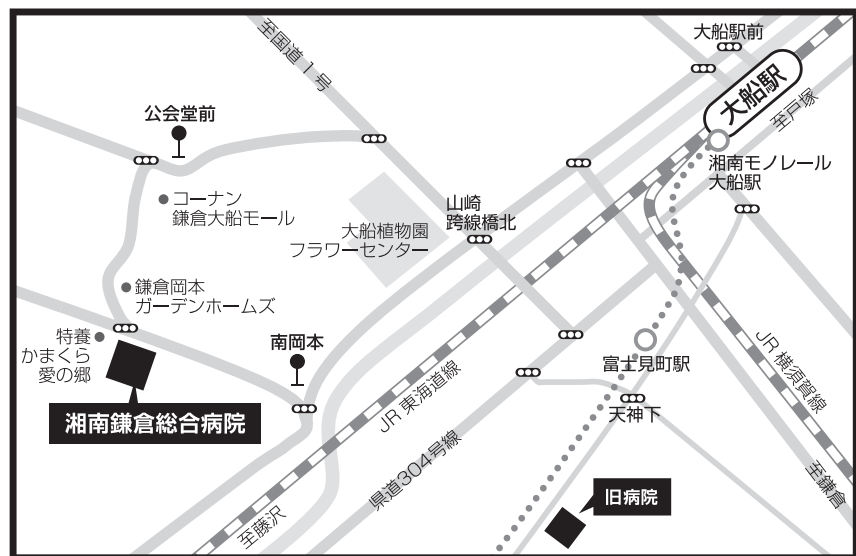 大船駅前
至国道1号
大船駅
至戸塚
公会堂前
湘南モノレール
大船駅
コーナン
鎌倉大船モール
山崎
跨線橋北
大船植物園
フラワーセンター
鎌倉岡本
ガーデンホームズ
特養
かまくら
愛の郷
南岡本
富士見町駅
JR 横須賀線
JR 東海道線
湘南鎌倉総合病院
天神下
県道304号線
至鎌倉
旧病院
至藤沢